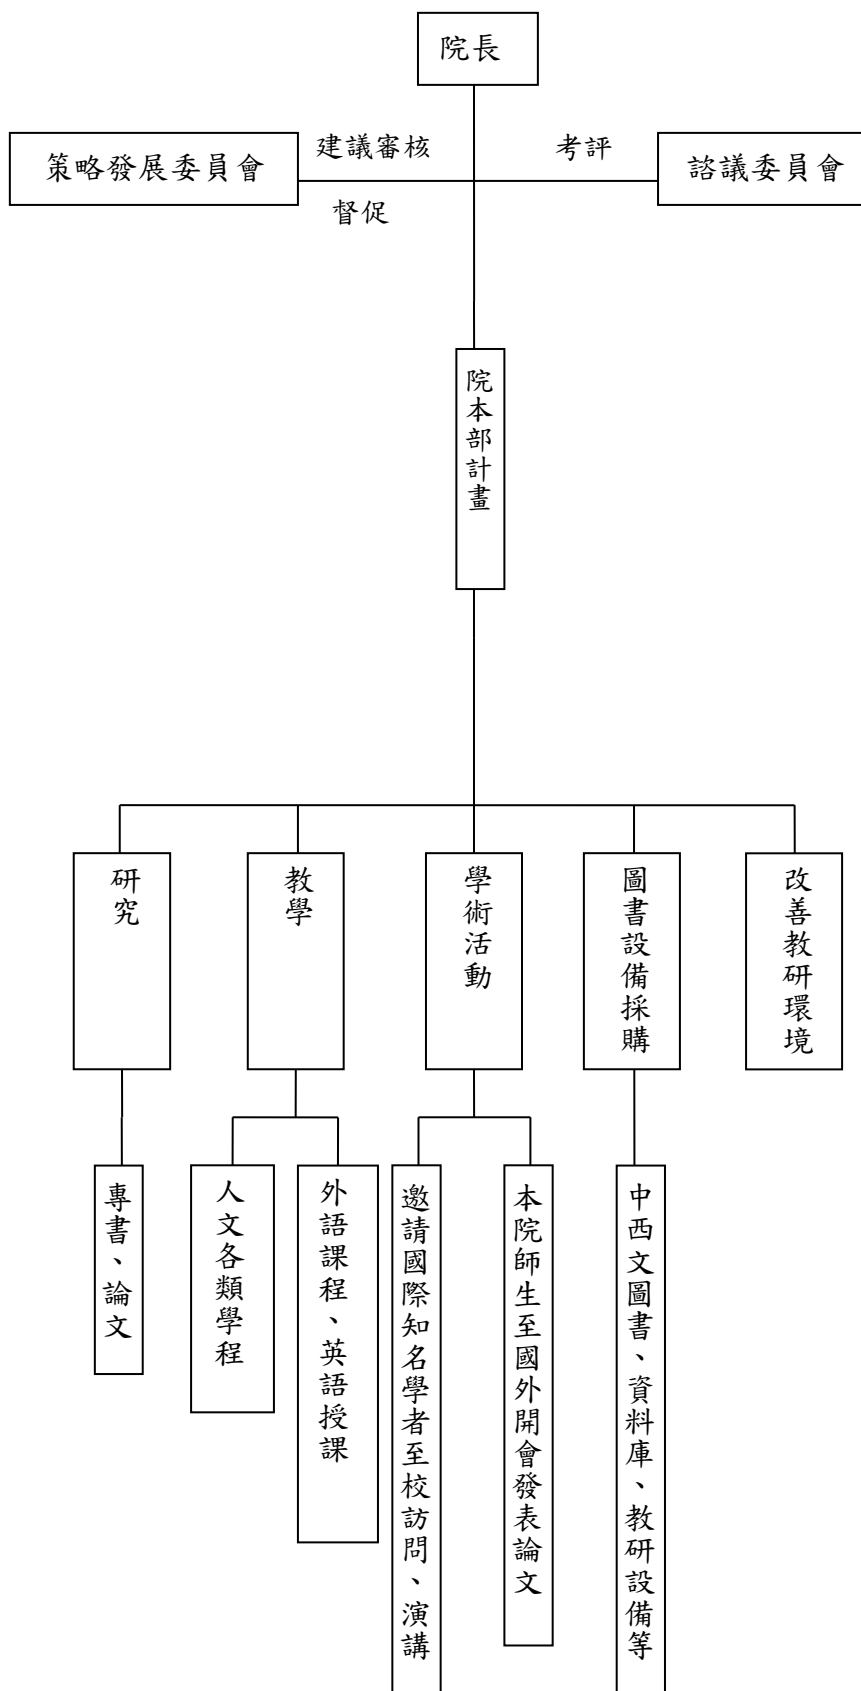 院長
策略發展委員會
建議審核
考評
諮議委員會
督促
院本部計畫
研究
教學
學術活動
圖書設備採購
改善教研環境
專書、論文
人文各類學程
外語課程、英語授課
邀請國際知名學者至校訪問、演講
本院師生至國外開會發表論文
中西文圖書、資料庫、教研設備等